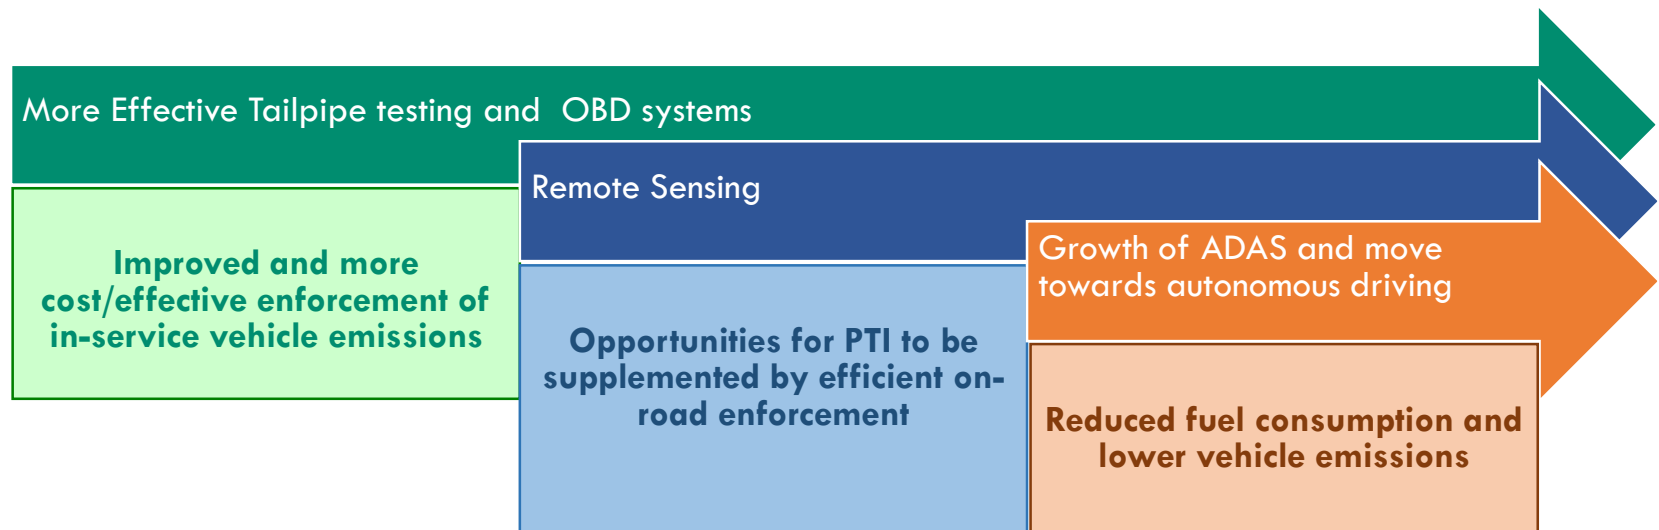 More Effective Tailpipe testing and  OBD systems
Remote Sensing
Growth of ADAS and move
towards autonomous driving
Improved and more
cost/effective enforcement of
in-service vehicle emissions
Opportunities for PTI to be
supplemented by efficient on-
road enforcement
Reduced fuel consumption and
lower vehicle emissions